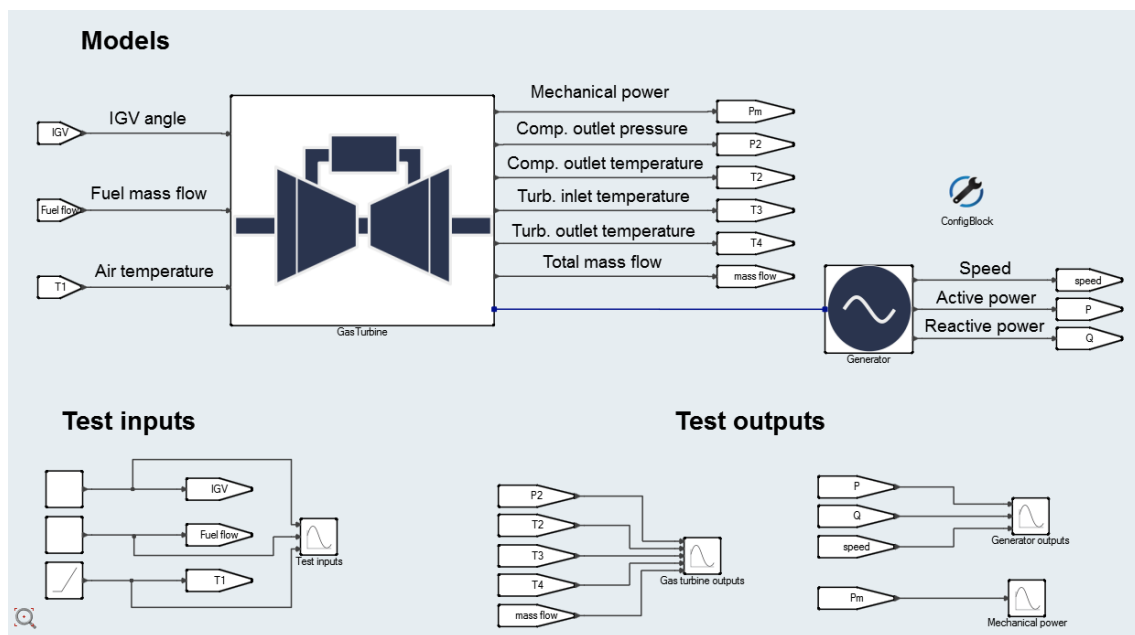 Models
IGV
IGV angle
Fuel flow
Fuel mass flow
T1
Air temperature
GasTurbine
Mechanical power
Pm
Comp. outlet pressure
P2
Comp. outlet temperature
T2
Turb. inlet temperature
T3
Turb. outlet temperature
T4
Total mass flow
mass flow
ConfigBlock
Generator
Speed
speed
Active power
P
Reactive power
Q
Test inputs
IGV
Fuel flow
T1
Test inputs
Test outputs
P2
T2
T3
T4
mass flow
Gas turbine outputs
P
Q
speed
Generator outputs
Pm
Mechanical power